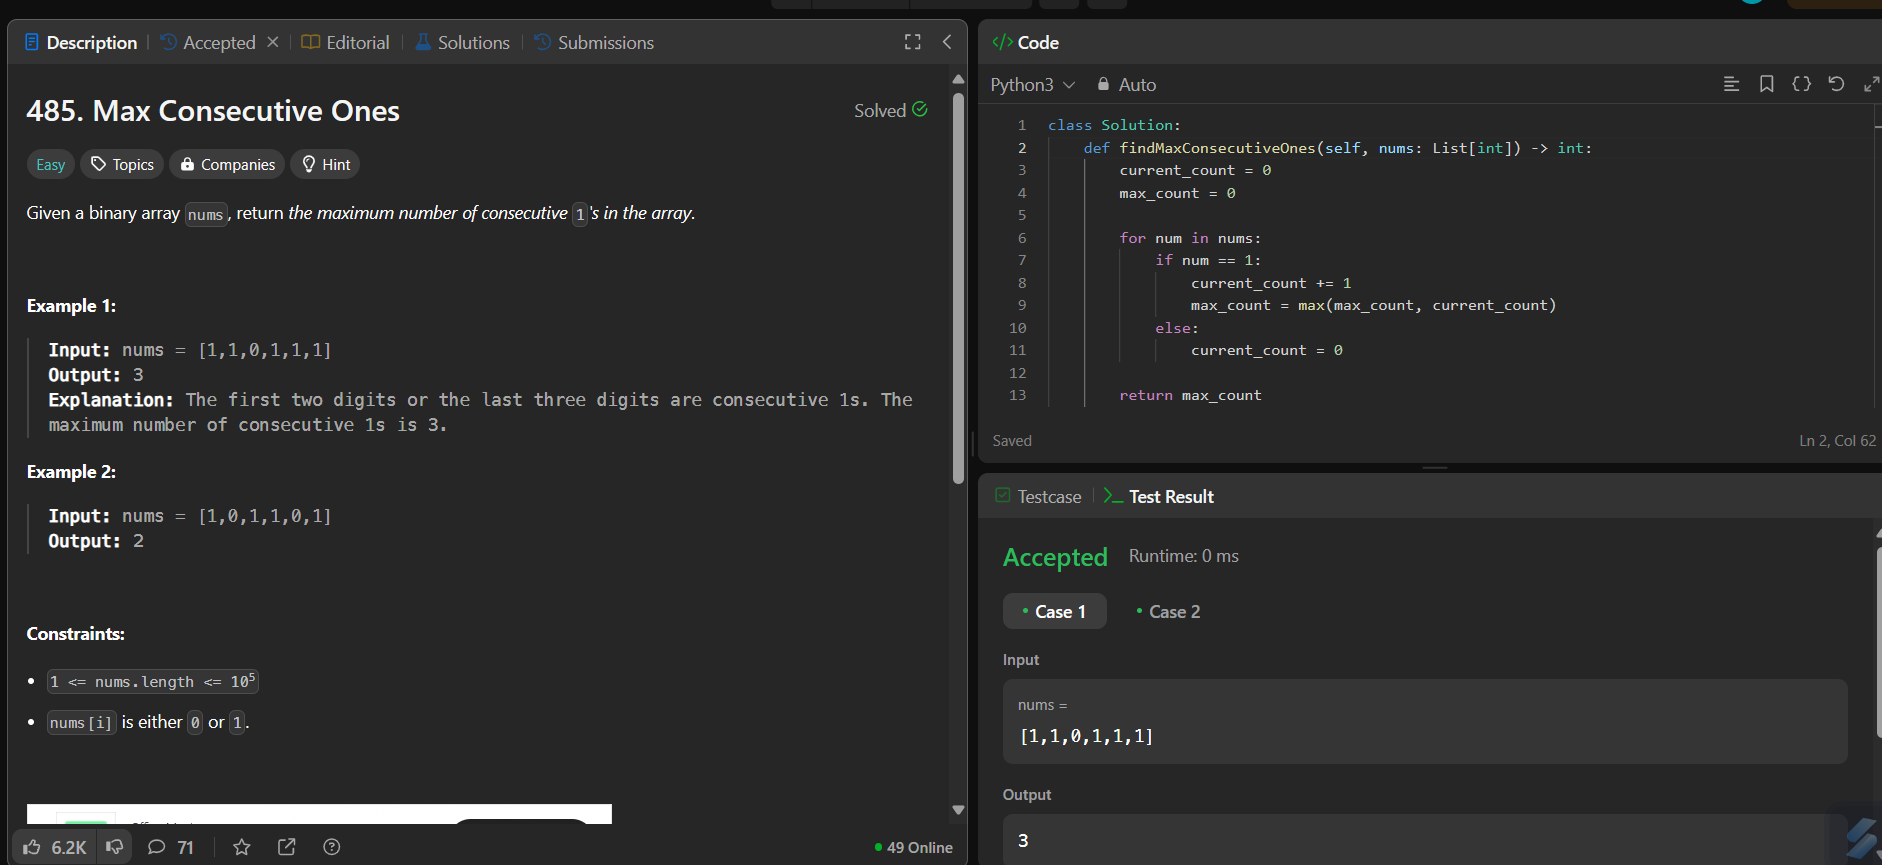 Description
Accepted
Editorial
Solutions
Submissions
485. Max Consecutive Ones
Solved
Easy
Topics
Companies
Hint
Given a binary array nums, return the maximum number of consecutive 1's in the array.
Example 1:
Input: nums = [1,1,0,1,1,1]
Output: 3
Explanation: The first two digits or the last three digits are consecutive 1s. The
maximum number of consecutive 1s is 3.
Example 2:
Input: nums = [1,0,1,1,0,1]
Output: 2
Constraints:
1 <= nums.length <= 10⁵
nums[i] is either 0 or 1.
6.2K
71
49 Online
</> Code
Python3
Auto
1 class Solution:
2 def findMaxConsecutiveOnes(self, nums: List[int]) -> int:
3 current_count = 0
4 max_count = 0
5
6 for num in nums:
7 if num == 1:
8 current_count += 1
9 max_count = max(max_count, current_count)
10 else:
11 current_count = 0
12
13 return max_count
Saved
Ln 2, Col 62
Testcase
Test Result
Accepted
Runtime: 0 ms
Case 1
Case 2
Input
nums =
[1,1,0,1,1,1]
Output
3